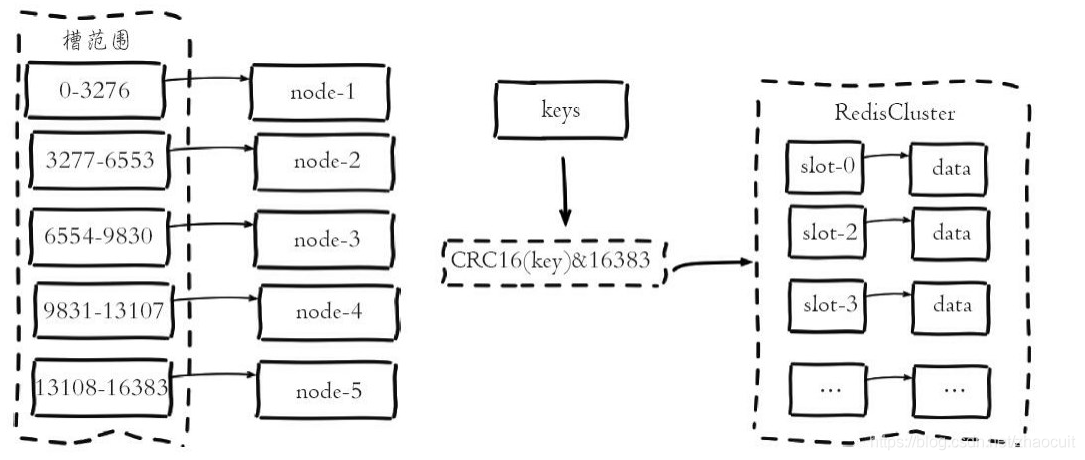 槽范围
0-3276
node-1
3277-6553
node-2
6554-9830
node-3
9831-13107
node-4
13108-16383
node-5
keys
CRC16(key)&16383
RedisCluster
slot-0
data
slot-2
data
slot-3
data
...
...
https://blog.csdn.net/zhaocuit